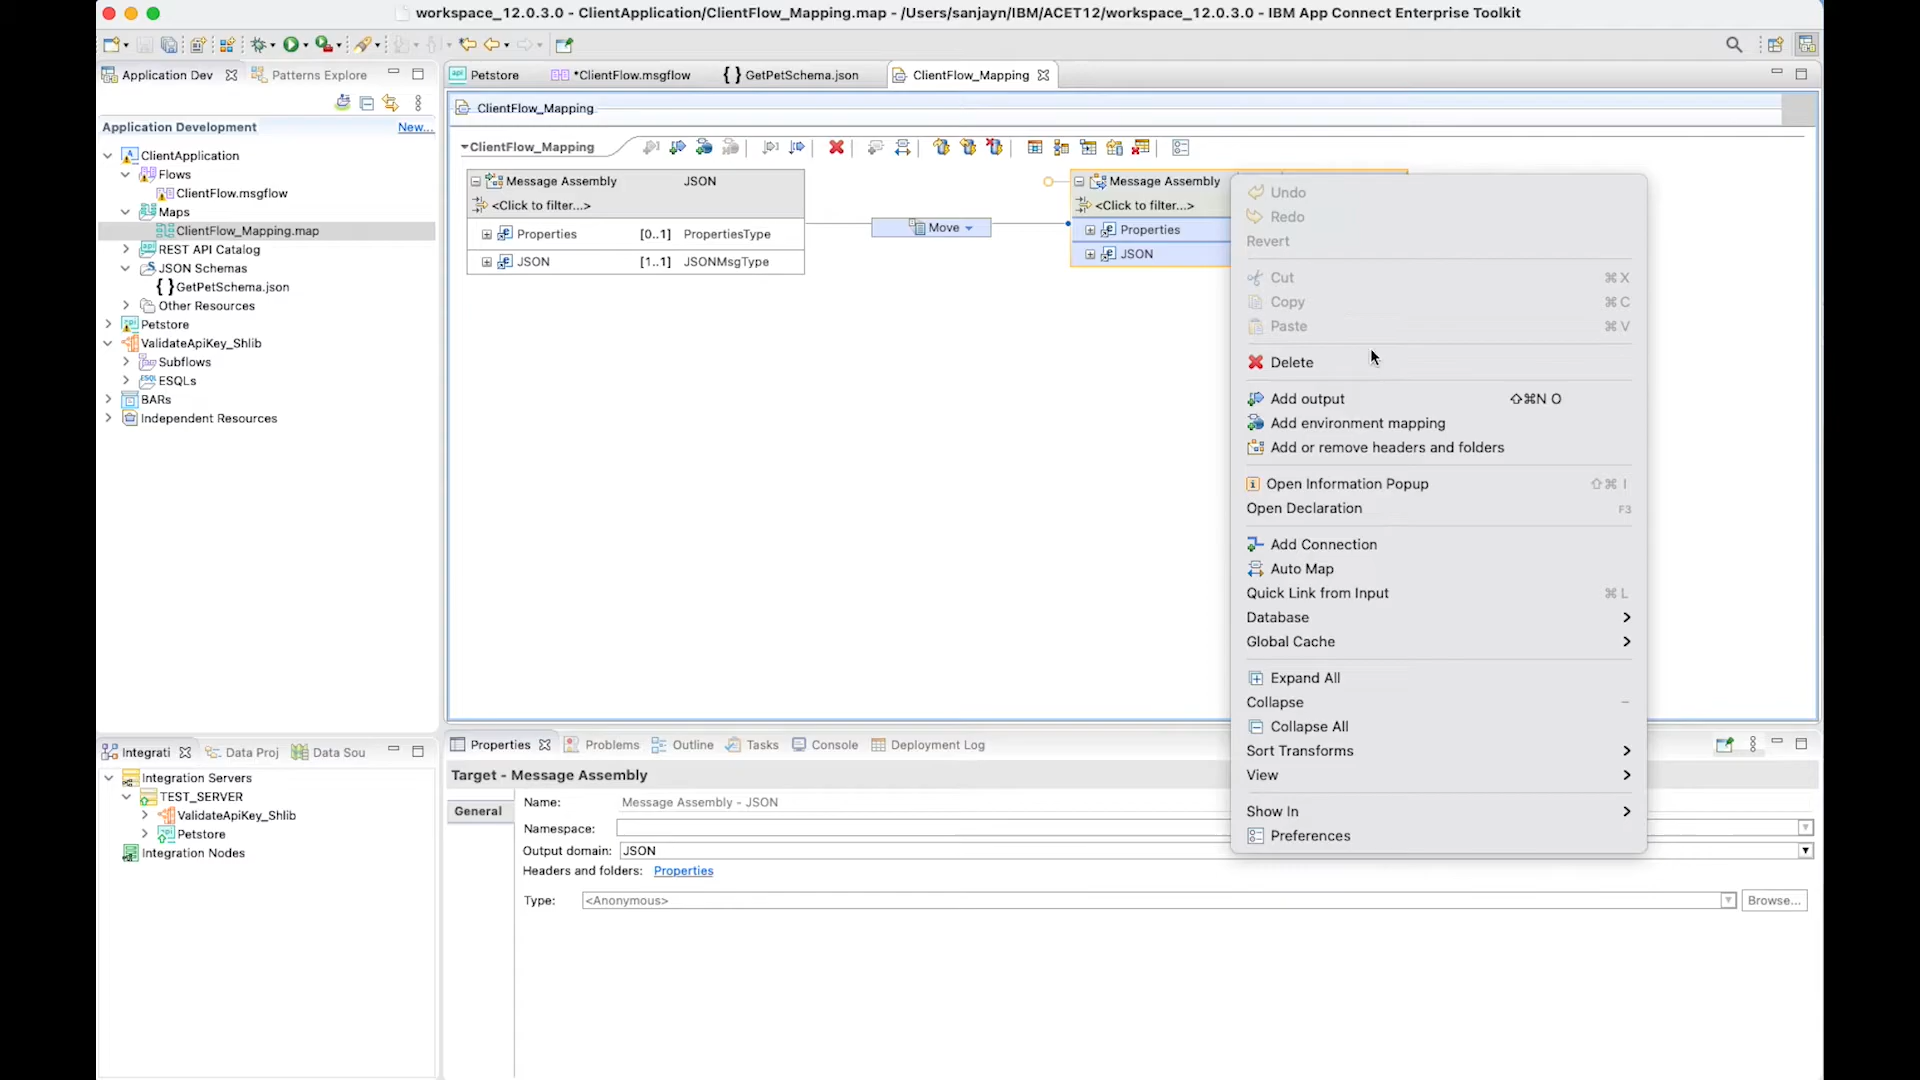 workspace_12.0.3.0 - ClientApplication/ClientFlow_Mapping.map - /Users/sanjayn/IBM/ACET12/workspace_12.0.3.0 - IBM App Connect Enterprise Toolkit
Application Dev
Patterns Explore
Petstore
*ClientFlow.msgflow
{ } GetPetSchema.json
ClientFlow_Mapping
Application Development
New...
ClientApplication
Flows
ClientFlow.msgflow
Maps
ClientFlow_Mapping.map
REST API Catalog
JSON Schemas
{ } GetPetSchema.json
Other Resources
Petstore
ValidateApiKey_Shlib
Subflows
ESQLs
BARs
Independent Resources
ClientFlow_Mapping
ClientFlow_Mapping
Message Assembly JSON
<Click to filter...>
Properties [0..1] PropertiesType
JSON [1..1] JSONMsgType
Move
Message Assembly
<Click to filter...>
Properties
JSON
Undo
Redo
Revert
Cut ⌘X
Copy ⌘C
Paste ⌘V
Delete
Add output ⇧⌘N O
Add environment mapping
Add or remove headers and folders
Open Information Popup ⇧⌘ I
Open Declaration F3
Add Connection
Auto Map
Quick Link from Input ⌘L
Database
Global Cache
Expand All
Collapse −
Collapse All
Sort Transforms
View
Show In
Preferences
Integrati
Data Proj
Data Sou
Integration Servers
TEST_SERVER
ValidateApiKey_Shlib
Petstore
Integration Nodes
Properties
Problems
Outline
Tasks
Console
Deployment Log
Target - Message Assembly
General
Name: Message Assembly - JSON
Namespace:
Output domain: JSON
Headers and folders: Properties
Type: <Anonymous>
Browse...